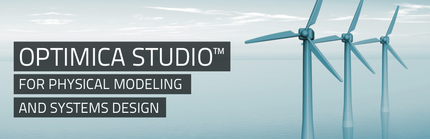 OPTIMICA STUDIO™
FOR PHYSICAL MODELING
AND SYSTEMS DESIGN